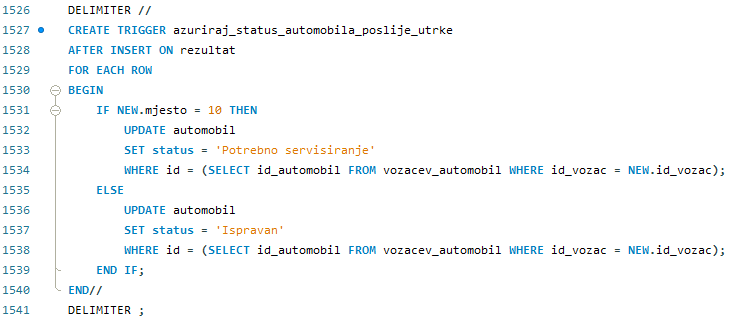 1526 DELIMITER //
1527 CREATE TRIGGER azuriraj_status_automobila_poslije_utrke
1528 AFTER INSERT ON rezultat
1529 FOR EACH ROW
1530 BEGIN
1531 IF NEW.mjesto = 10 THEN
1532 UPDATE automobil
1533 SET status = 'Potrebno servisiranje'
1534 WHERE id = (SELECT id_automobil FROM vozacev_automobil WHERE id_vozac = NEW.id_vozac);
1535 ELSE
1536 UPDATE automobil
1537 SET status = 'Ispravan'
1538 WHERE id = (SELECT id_automobil FROM vozacev_automobil WHERE id_vozac = NEW.id_vozac);
1539 END IF;
1540 END//
1541 DELIMITER ;